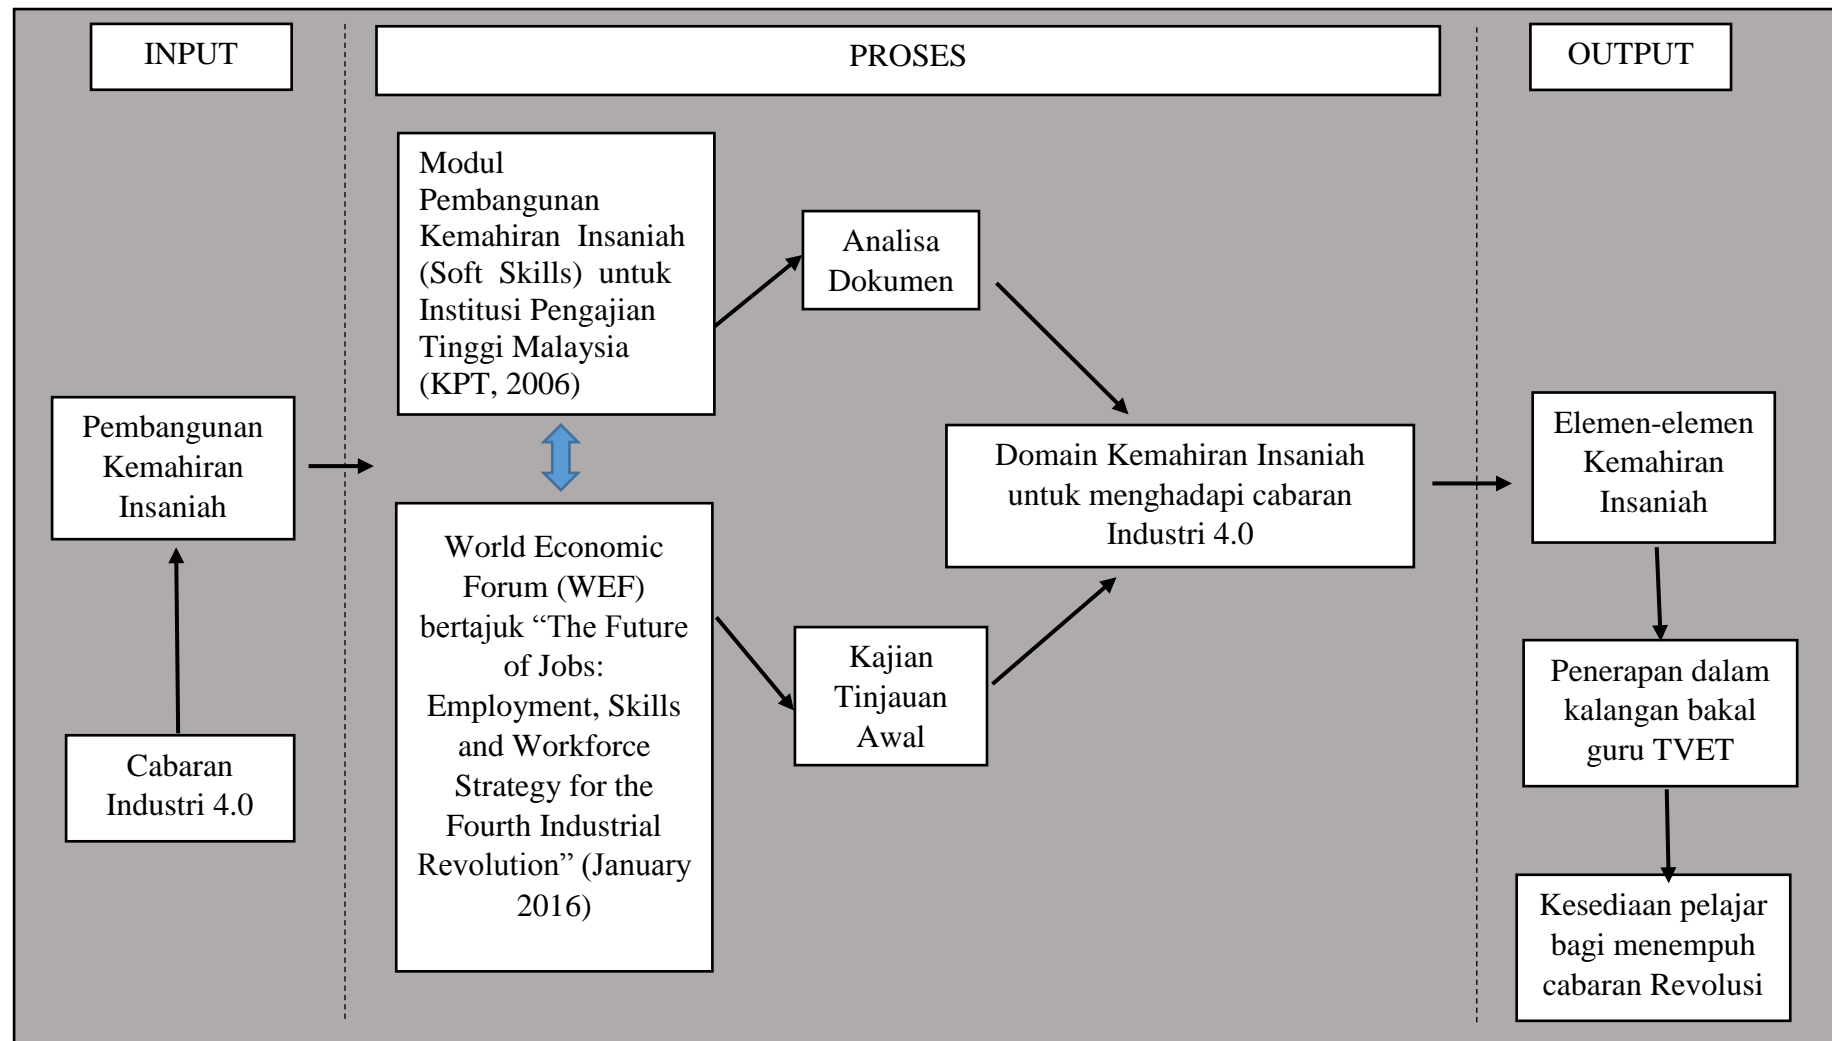 INPUT
PROSES
OUTPUT
Pembangunan
Kemahiran
Insaniah
Cabaran
Industri 4.0
Modul
Pembangunan
Kemahiran Insaniah
(Soft Skills) untuk
Institusi Pengajian
Tinggi Malaysia
(KPT, 2006)
World Economic
Forum (WEF)
bertajuk “The Future
of Jobs:
Employment, Skills
and Workforce
Strategy for the
Fourth Industrial
Revolution” (January
2016)
Analisa
Dokumen
Kajian
Tinjauan
Awal
Domain Kemahiran Insaniah
untuk menghadapi cabaran
Industri 4.0
Elemen-elemen
Kemahiran
Insaniah
Penerapan dalam
kalangan bakal
guru TVET
Kesediaan pelajar
bagi menempuh
cabaran Revolusi